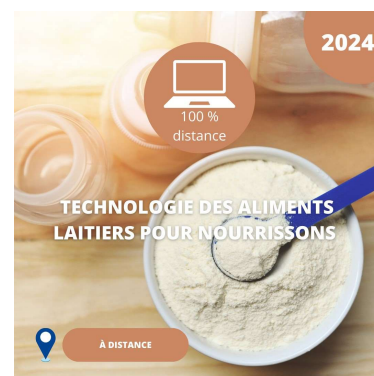 2024
100 %
distance
TECHNOLOGIE DES ALIMENTS
LAITIERS POUR NOURRISSONS
À DISTANCE